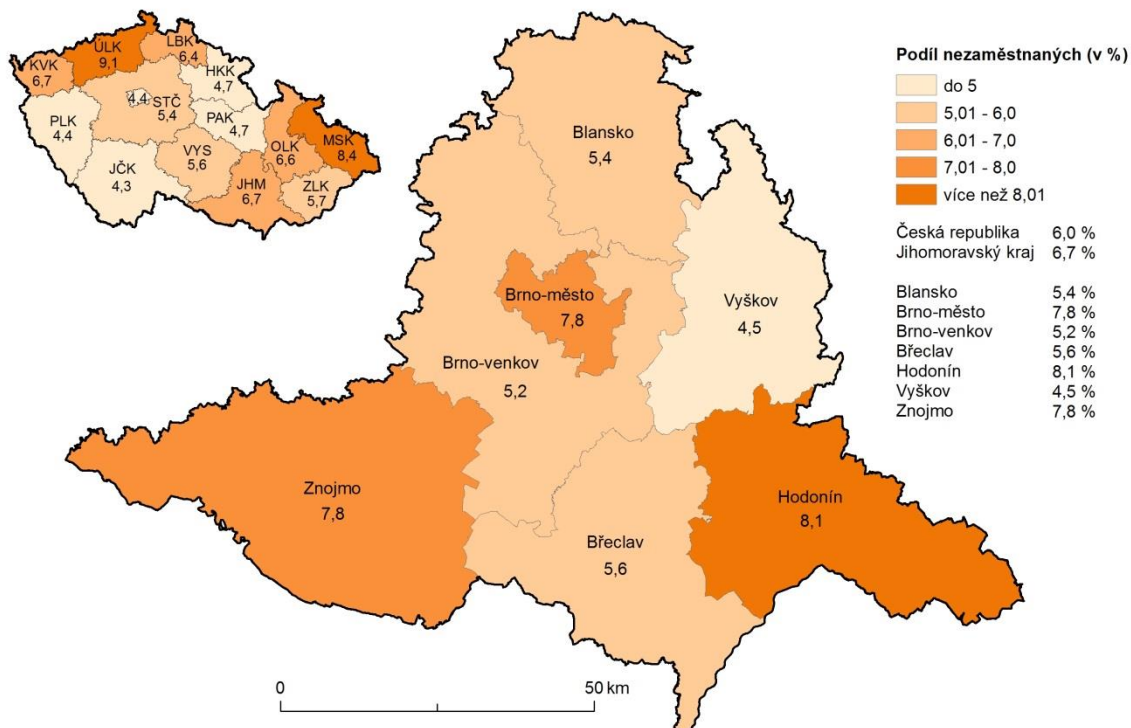 ÚLK
9,1
LBK
6,4
KVK
6,7
HKK
4,7
4,4
STČ
5,4
PLK
4,4
PAK
4,7
MSK
8,4
VYS
5,6
OLK
6,6
JČK
4,3
JHM
6,7
ZLK
5,7
Blansko
5,4
Brno-město
7,8
Vyškov
4,5
Brno-venkov
5,2
Znojmo
7,8
Hodonín
8,1
Břeclav
5,6
0 50 km
Podíl nezaměstnaných (v %)
do 5
5,01 - 6,0
6,01 - 7,0
7,01 - 8,0
více než 8,01
Česká republika 6,0 %
Jihomoravský kraj 6,7 %
Blansko 5,4 %
Brno-město 7,8 %
Brno-venkov 5,2 %
Břeclav 5,6 %
Hodonín 8,1 %
Vyškov 4,5 %
Znojmo 7,8 %